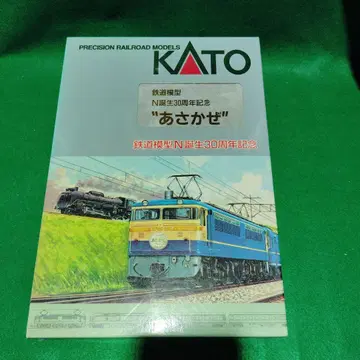 PRECISION RAILROAD MODELS
KATO
鉄道模型
N誕生30周年記念
"あさかぜ"
鉄道模型N誕生30周年記念